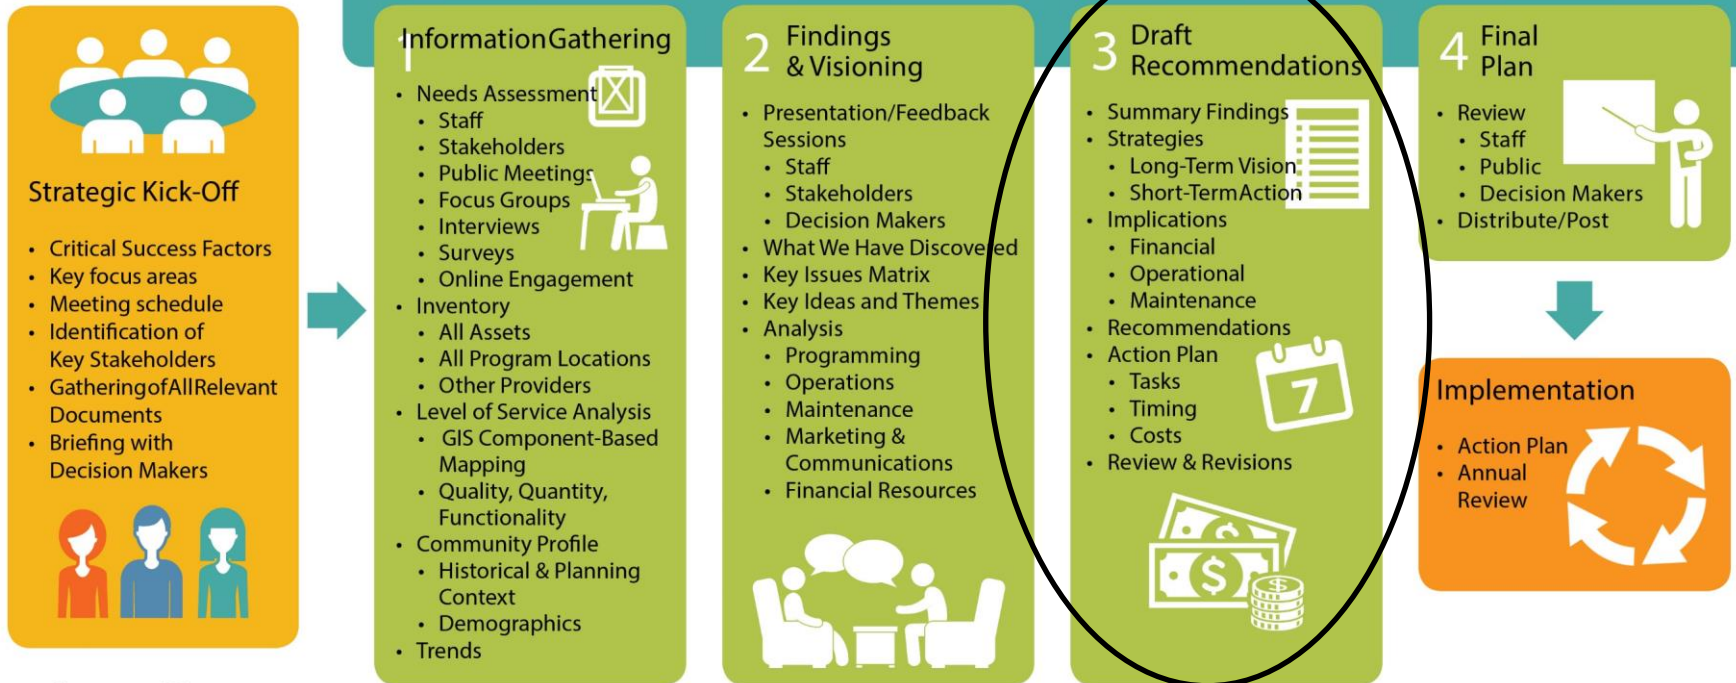 Strategic Kick-Off
• Critical Success Factors
• Key focus areas
• Meeting schedule
• Identification of
Key Stakeholders
• GatheringofAllRelevant
Documents
• Briefing with
Decision Makers
1 InformationGathering
• Needs Assessment
• Staff
• Stakeholders
• Public Meetings
• Focus Groups
• Interviews
• Surveys
• Online Engagement
• Inventory
• All Assets
• All Program Locations
• Other Providers
• Level of Service Analysis
• GIS Component-Based
Mapping
• Quality, Quantity,
Functionality
• Community Profile
• Historical & Planning
Context
• Demographics
• Trends
2 Findings
& Visioning
• Presentation/Feedback
Sessions
• Staff
• Stakeholders
• Decision Makers
• What We Have Discovered
• Key Issues Matrix
• Key Ideas and Themes
• Analysis
• Programming
• Operations
• Maintenance
• Marketing &
Communications
• Financial Resources
3 Draft
Recommendations
• Summary Findings
• Strategies
• Long-Term Vision
• Short-TermAction
• Implications
• Financial
• Operational
• Maintenance
• Recommendations
• Action Plan
• Tasks
• Timing
• Costs
• Review & Revisions
7
$
$
4 Final
Plan
• Review
• Staff
• Public
• Decision Makers
• Distribute/Post
Implementation
• Action Plan
• Annual
Review